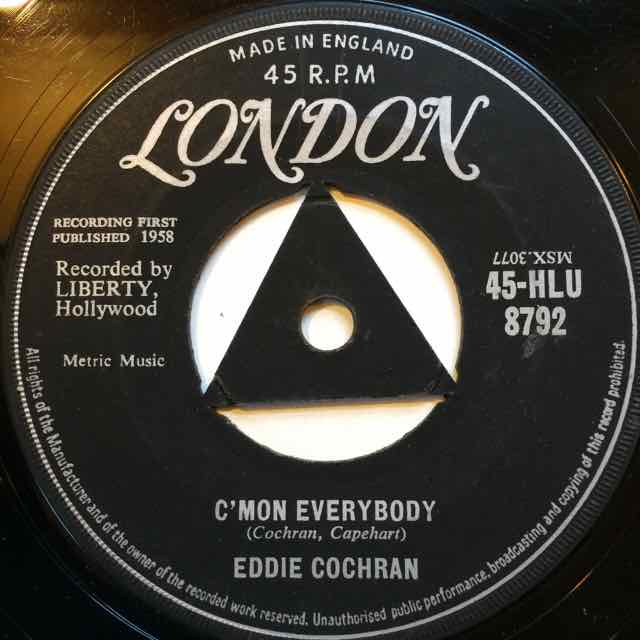 MADE IN ENGLAND
45 R.P.M
LONDON
RECORDING FIRST
PUBLISHED 1958
Recorded by
LIBERTY,
Hollywood
Metric Music
MSX.3077
45-HLU
8792
C'MON EVERYBODY
(Cochran, Capehart)
EDDIE COCHRAN
All rights of the Manufacturer and of the owner of the recorded work reserved. Unauthorised public performance, broadcasting and copying of this record prohibited.